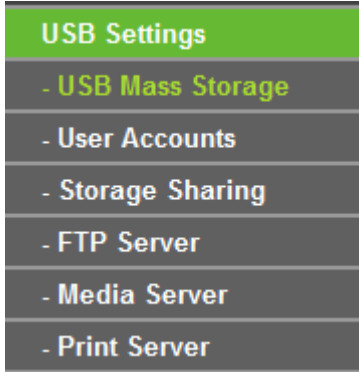 USB Settings
- USB Mass Storage
- User Accounts
- Storage Sharing
- FTP Server
- Media Server
- Print Server